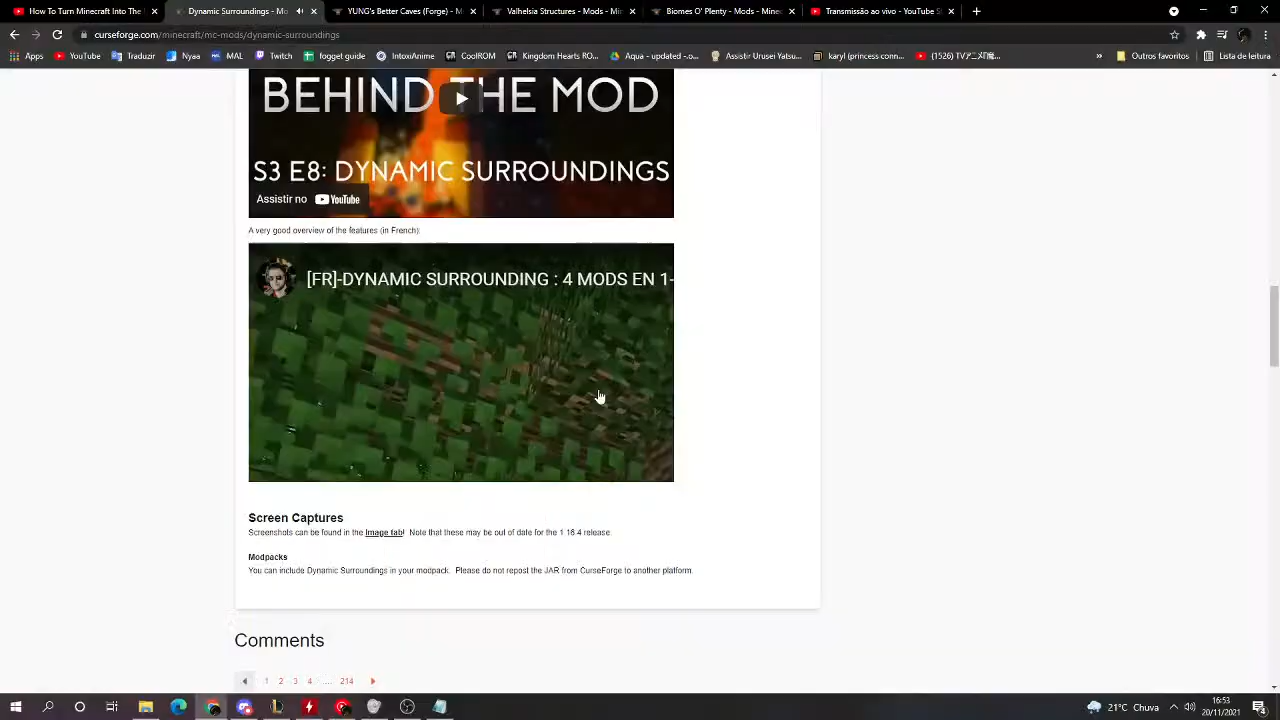 How To Turn Minecraft Into The
Dynamic Surroundings - Mo
YUNG's Better Caves (Forge) - M
Valhelsia Structures - Mods - Min
Biomes O' Plenty - Mods - Minec
Transmissão ao vivo - YouTube S
curseforge.com/minecraft/mc-mods/dynamic-surroundings
Apps
YouTube
Traduzir
Nyaa
MAL
Twitch
fogget guide
IntoxiAnime
CoolROM
Kingdom Hearts RO...
Aqua - updated -...
Assistir Urusei Yatsu...
karyl (princess conn...
Outros favoritos
Lista de leitura
BEHIND THE MOD
S3 E8: DYNAMIC SURROUNDINGS
Assistir no YouTube
A very good overview of the features (in French):
[FR]-DYNAMIC SURROUNDING : 4 MODS EN 1-
Screen Captures
Screenshots can be found in the Image tab! Note that these may be out of date for the 1.16.4 release.
Modpacks
You can include Dynamic Surroundings in your modpack. Please do not repost the JAR from CurseForge to another platform.
Comments
1 2 3 4 .... 214
21°C Chuva
16:53
20/11/2021